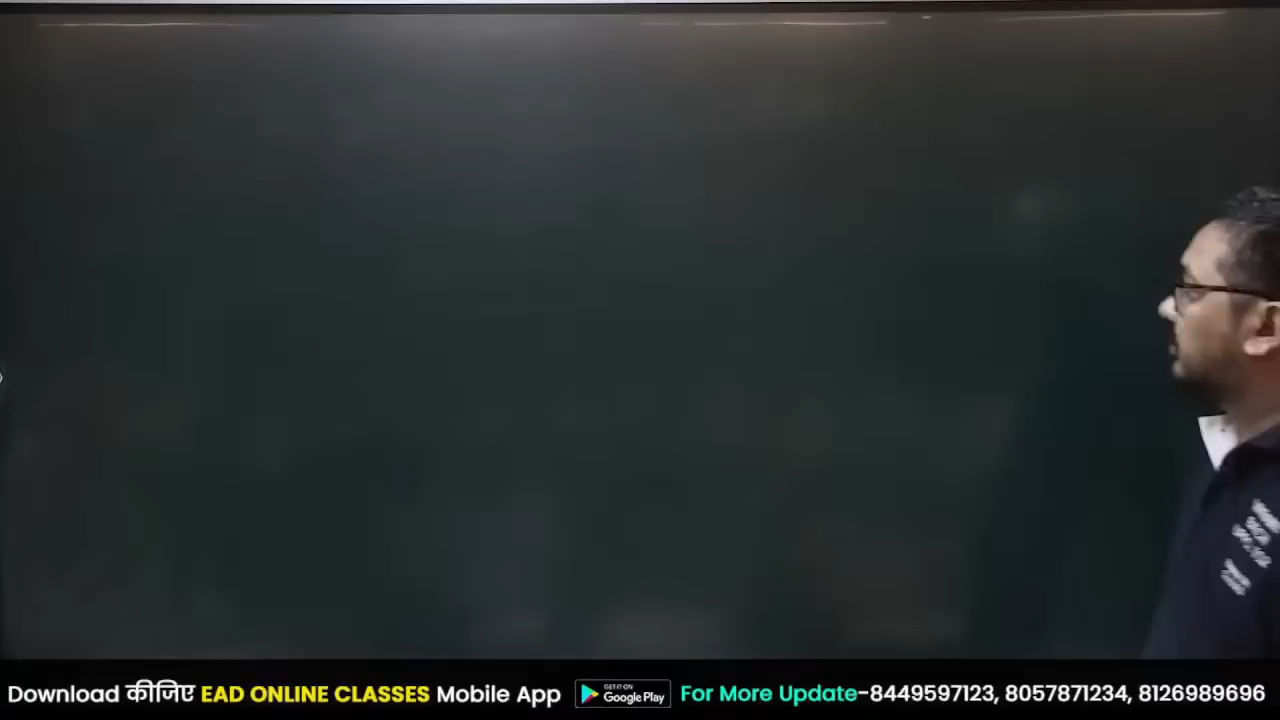 Download कीजिए EAD ONLINE CLASSES Mobile App GET IT ON Google Play For More Update-8449597123, 8057871234, 8126989696